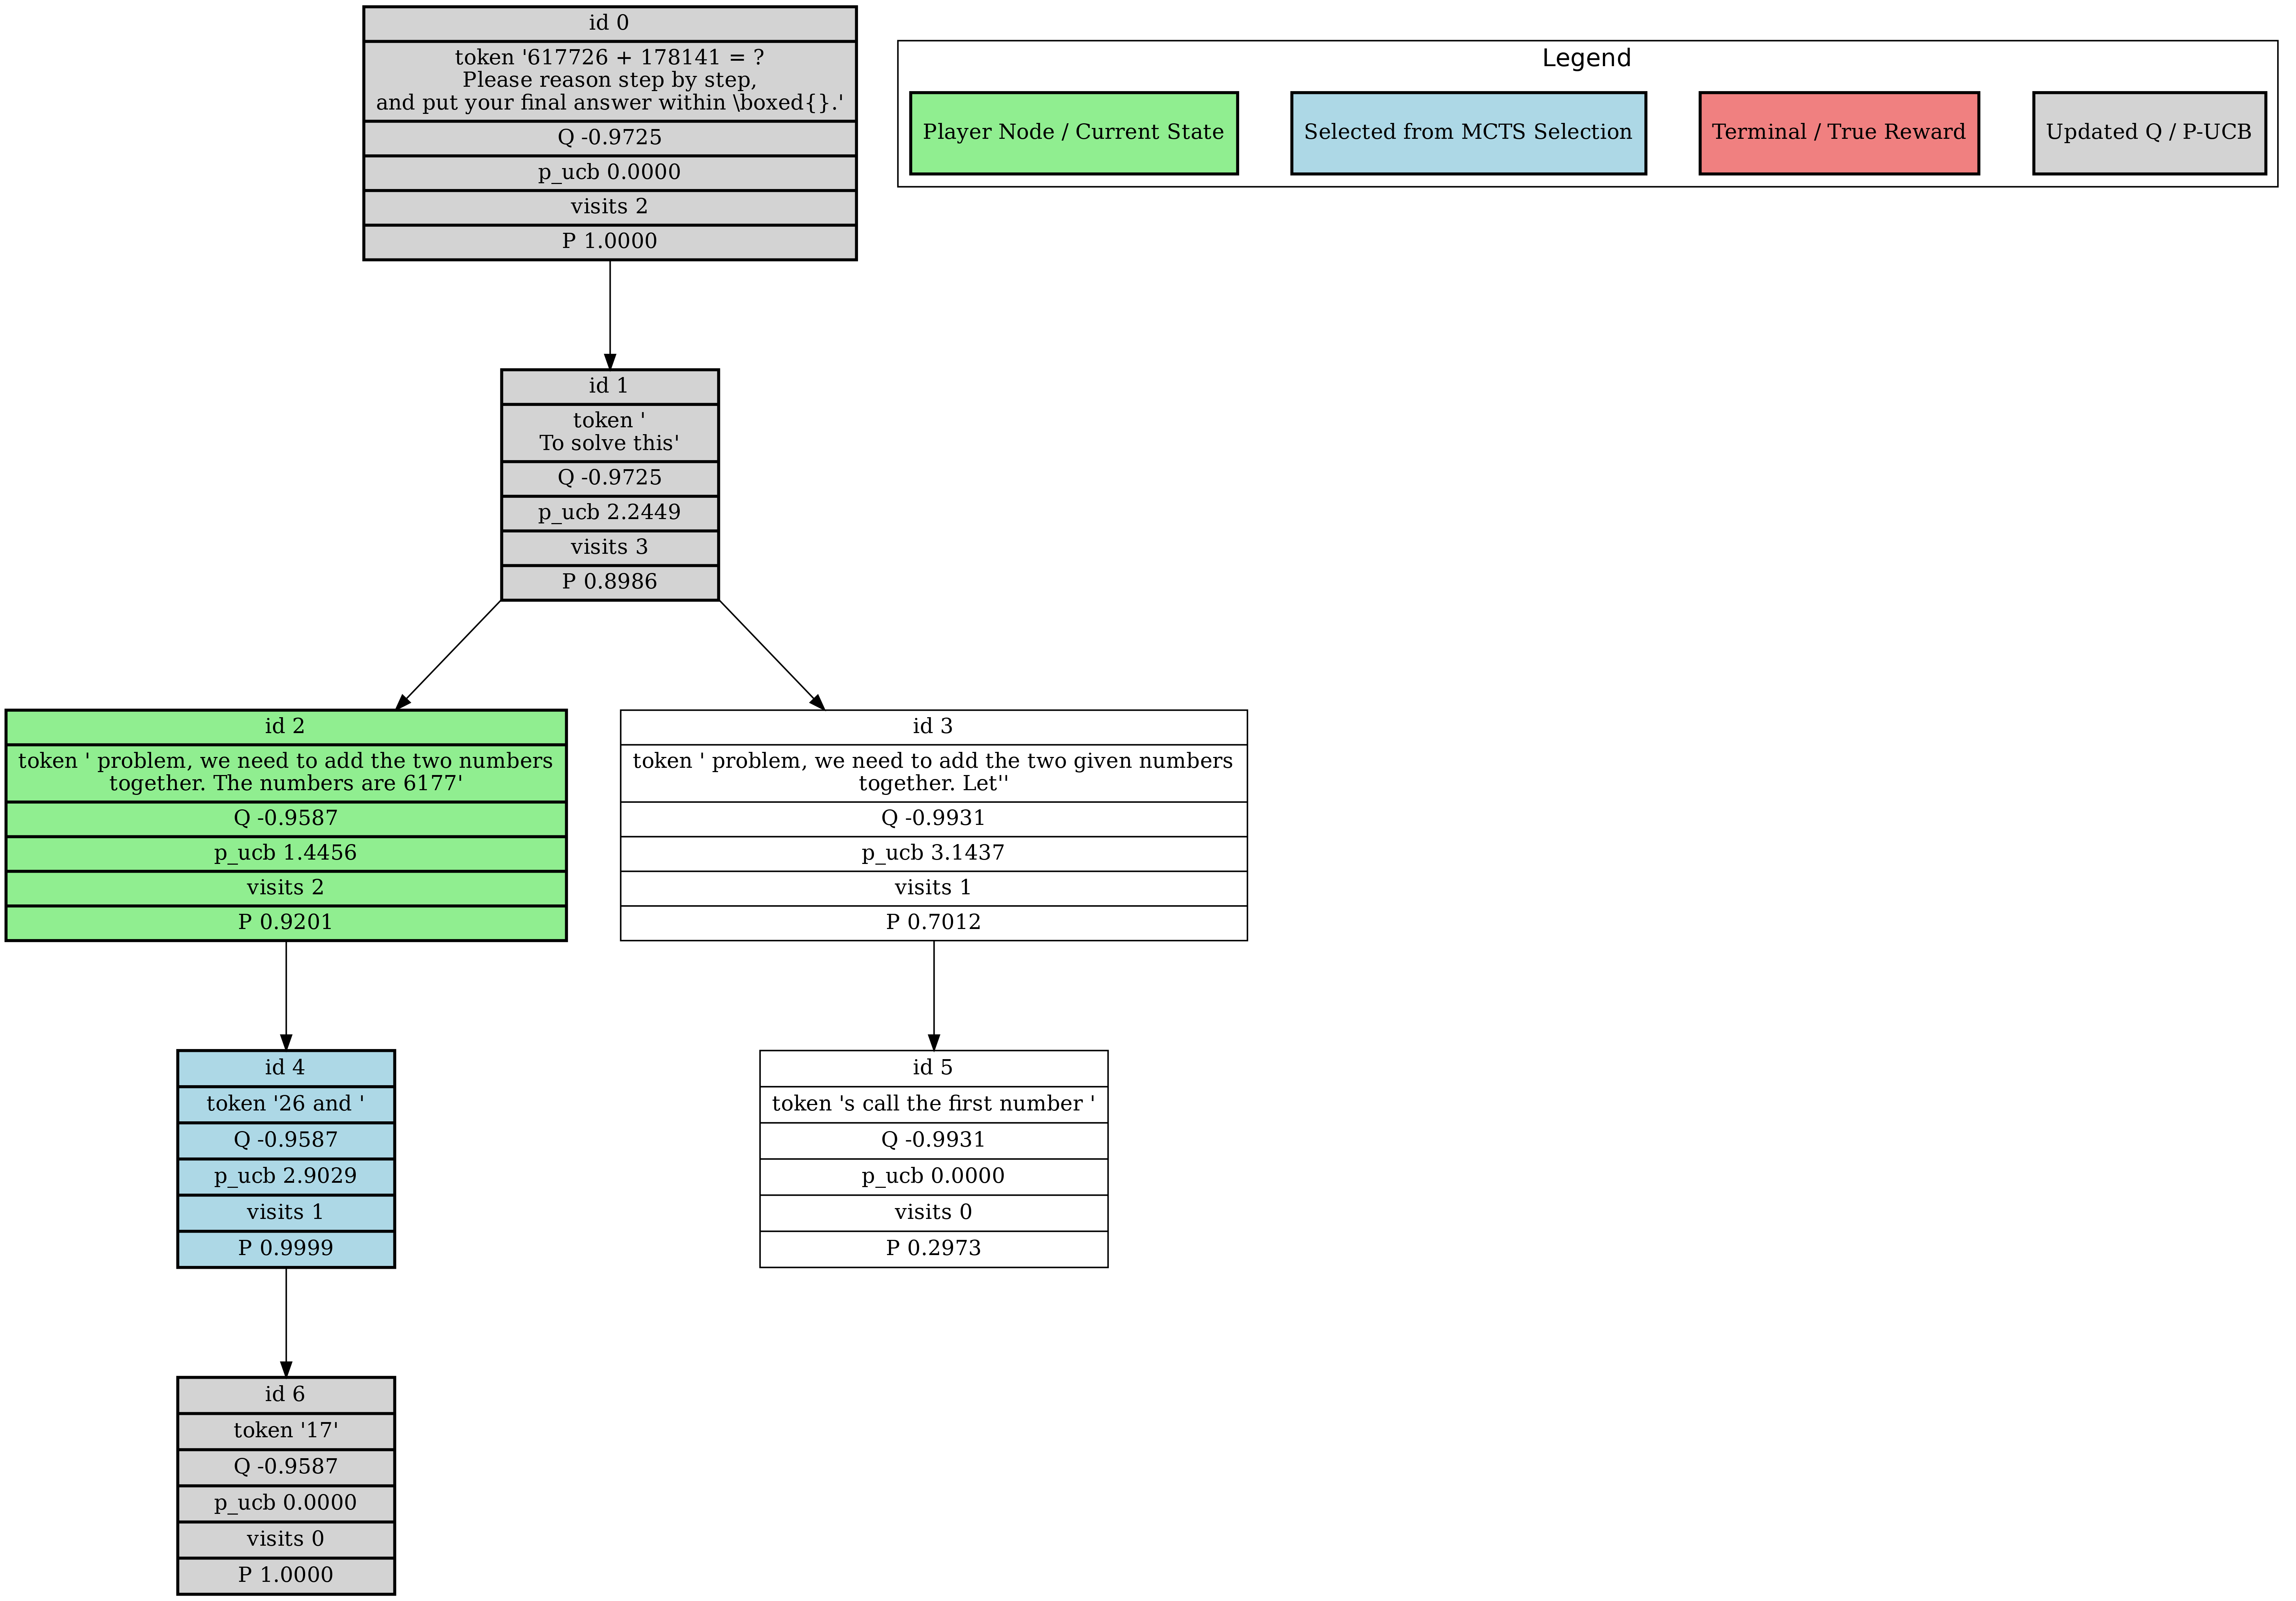 id 0
token '617726 + 178141 = ?
Please reason step by step,
and put your final answer within \boxed{}.'
Q -0.9725
p_ucb 0.0000
visits 2
P 1.0000
Legend
Player Node / Current State
Selected from MCTS Selection
Terminal / True Reward
Updated Q / P-UCB
id 1
token '
To solve this'
Q -0.9725
p_ucb 2.2449
visits 3
P 0.8986
id 2
token ' problem, we need to add the two numbers
together. The numbers are 6177'
Q -0.9587
p_ucb 1.4456
visits 2
P 0.9201
id 3
token ' problem, we need to add the two given numbers
together. Let''
Q -0.9931
p_ucb 3.1437
visits 1
P 0.7012
id 4
token '26 and '
Q -0.9587
p_ucb 2.9029
visits 1
P 0.9999
id 5
token 's call the first number '
Q -0.9931
p_ucb 0.0000
visits 0
P 0.2973
id 6
token '17'
Q -0.9587
p_ucb 0.0000
visits 0
P 1.0000